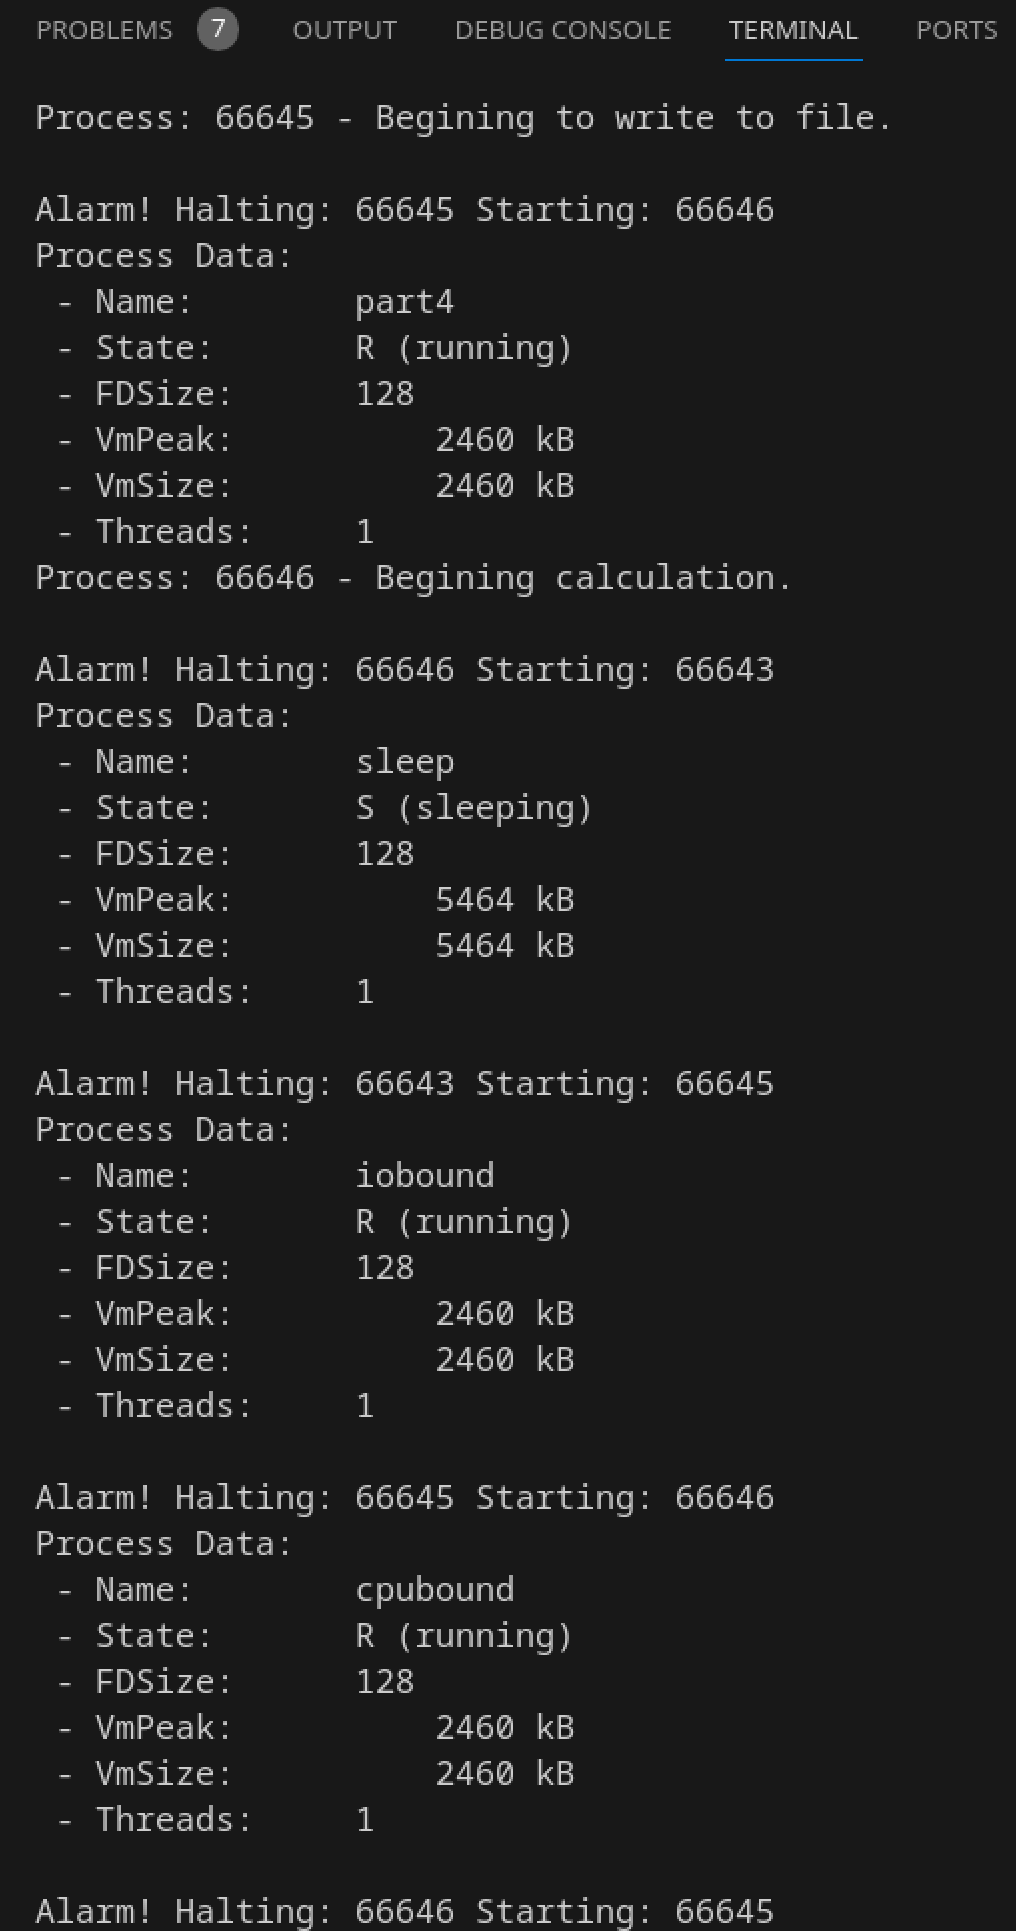 PROBLEMS 7 OUTPUT DEBUG CONSOLE TERMINAL PORTS
Process: 66645 - Begining to write to file.
Alarm! Halting: 66645 Starting: 66646
Process Data:
- Name: part4
- State: R (running)
- FDSize: 128
- VmPeak: 2460 kB
- VmSize: 2460 kB
- Threads: 1
Process: 66646 - Begining calculation.
Alarm! Halting: 66646 Starting: 66643
Process Data:
- Name: sleep
- State: S (sleeping)
- FDSize: 128
- VmPeak: 5464 kB
- VmSize: 5464 kB
- Threads: 1
Alarm! Halting: 66643 Starting: 66645
Process Data:
- Name: iobound
- State: R (running)
- FDSize: 128
- VmPeak: 2460 kB
- VmSize: 2460 kB
- Threads: 1
Alarm! Halting: 66645 Starting: 66646
Process Data:
- Name: cpubound
- State: R (running)
- FDSize: 128
- VmPeak: 2460 kB
- VmSize: 2460 kB
- Threads: 1
Alarm! Halting: 66646 Starting: 66645